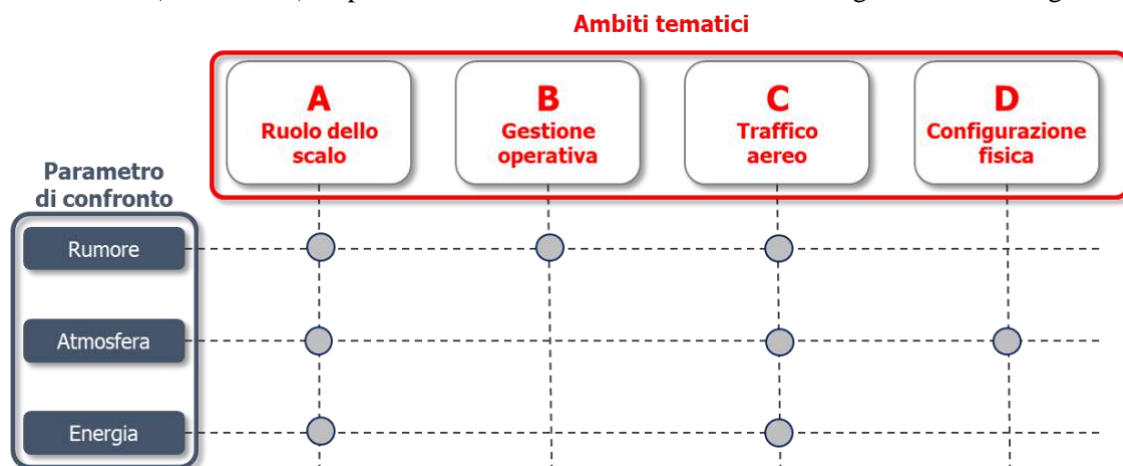 Ambiti tematici
A
Ruolo dello
scalo
B
Gestione
operativa
C
Traffico
aereo
D
Configurazione
fisica
Parametro
di confronto
Rumore
Atmosfera
Energia